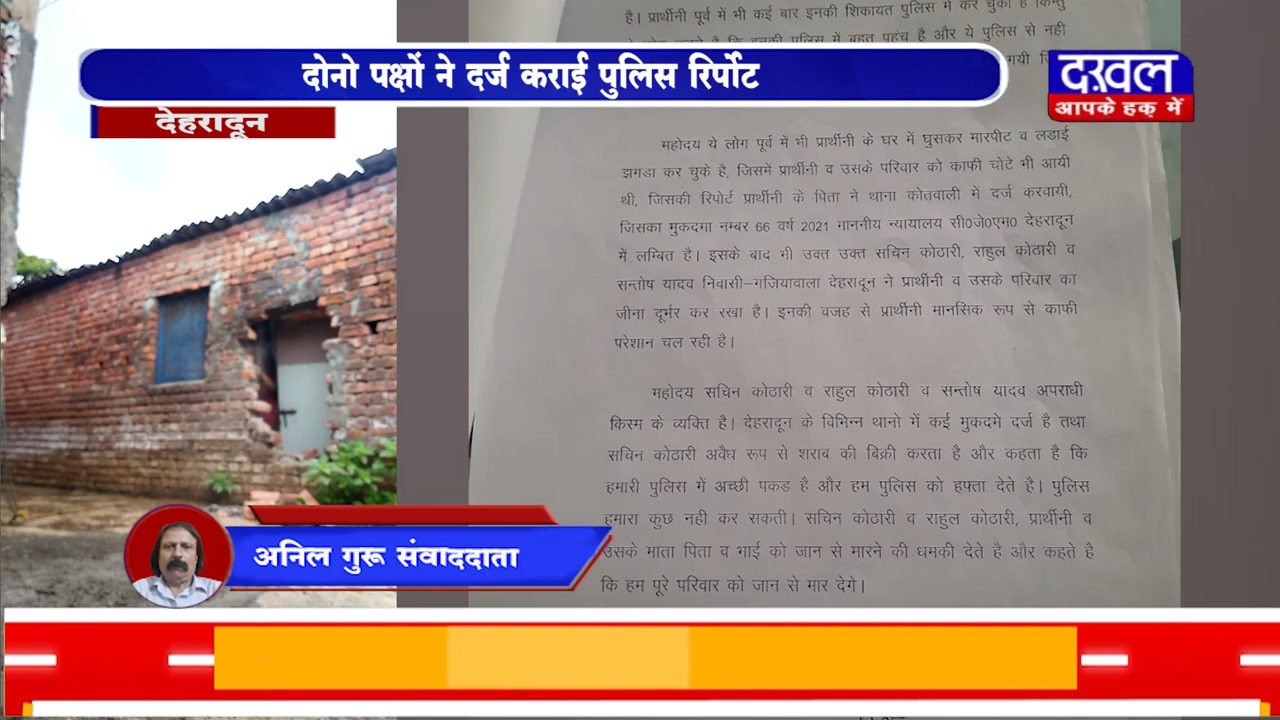 है। प्रार्थीनी पूर्व में भी कई बार इनकी शिकायत पुलिस में कर चुकी है किन्तु
दोनो पक्षों ने दर्ज कराई पुलिस रिर्पोट
देहरादून
दख़ल
आपके हक़ में
महोदय ये लोग पूर्व में भी प्रार्थीनी के घर में घुसकर मारपीट व लडाई
झगडा कर चुके है, जिसमें प्रार्थीनी व उसके परिवार को काफी चोटे भी आयी
थी, जिसकी रिपोर्ट प्रार्थीनी के पिता ने थाना कोतवाली में दर्ज करवायी,
जिसका मुकदमा नम्बर 66 वर्ष 2021 माननीय न्यायालय सी0जे0एम0 देहरादून
में लम्बित है। इसके बाद भी उक्त उक्त सचिन कोठारी, राहुल कोठारी व
सन्तोष यादव निवासी–गजियावाला देहरादून ने प्रार्थीनी व उसके परिवार का
जीना दूर्भर कर रखा है। इनकी वजह से प्रार्थीनी मानसिक रूप से काफी
परेशान चल रही है।
महोदय सचिन कोठारी व राहुल कोठारी व सन्तोष यादव अपराधी
किस्म के व्यक्ति है। देहरादून के विभिन्न थानो में कई मुकदमे दर्ज है तथा
सचिन कोठारी अवैध रूप से शराब की बिक्री करता है और कहता है कि
हमारी पुलिस में अच्छी पकड है और हम पुलिस को हफ्ता देते है। पुलिस
हमारा कुछ नही कर सकती। सचिन कोठारी व राहुल कोठारी, प्रार्थीनी व
उसके माता पिता व भाई को जान से मारने की धमकी देते है और कहते है
कि हम पूरे परिवार को जान से मार देगे।
अनिल गुरू संवाददाता